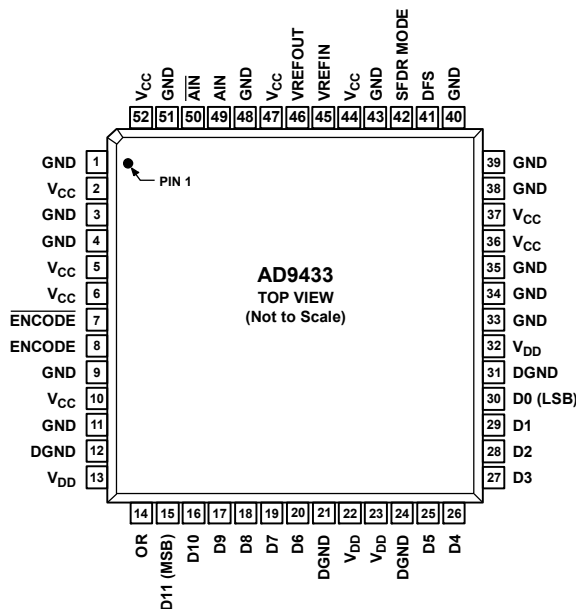 VCC GND A̅I̅N̅ AIN GND VCC VREFOUT VREFIN VCC GND SFDR MODE DFS GND
52 51 50 49 48 47 46 45 44 43 42 41 40
GND 1
VCC 2
GND 3
GND 4
VCC 5
VCC 6
E̅N̅C̅O̅D̅E̅ 7
ENCODE 8
GND 9
VCC 10
GND 11
DGND 12
VDD 13
PIN 1
AD9433
TOP VIEW
(Not to Scale)
39 GND
38 GND
37 VCC
36 VCC
35 GND
34 GND
33 GND
32 VDD
31 DGND
30 D0 (LSB)
29 D1
28 D2
27 D3
14 15 16 17 18 19 20 21 22 23 24 25 26
OR D11 (MSB) D10 D9 D8 D7 D6 DGND VDD VDD DGND D5 D4